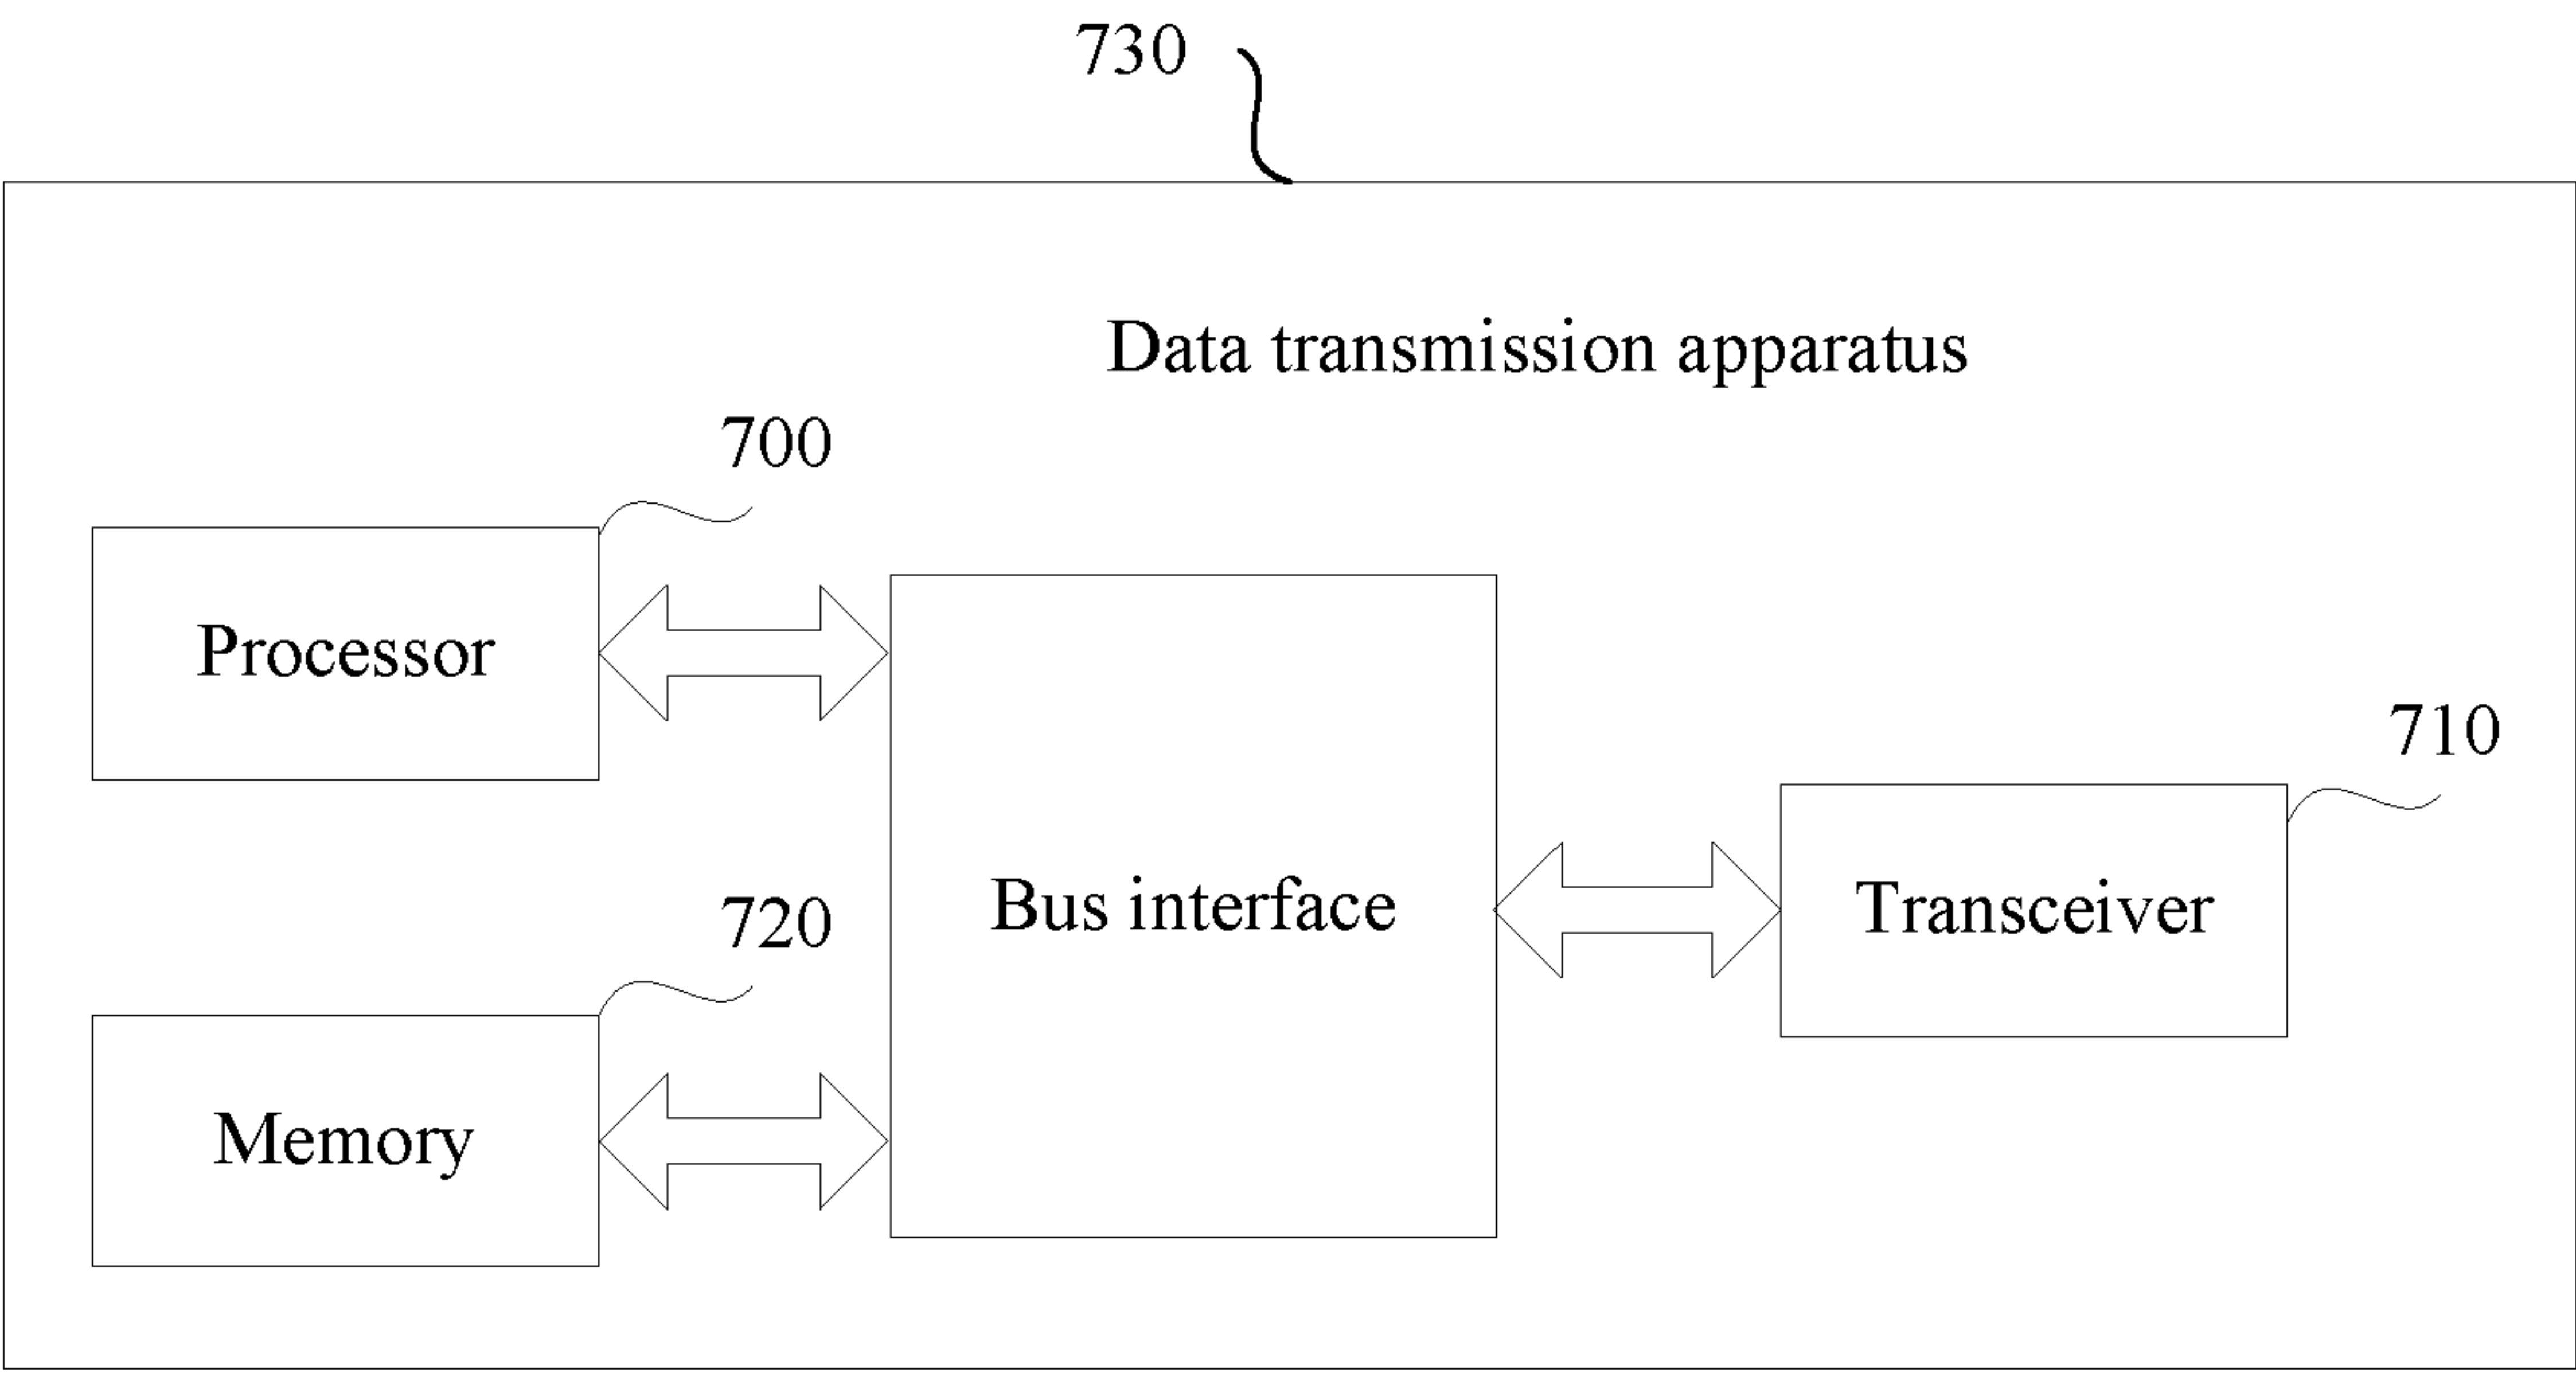 730
Data transmission apparatus
700
Processor
710
720
Bus interface
Transceiver
Memory